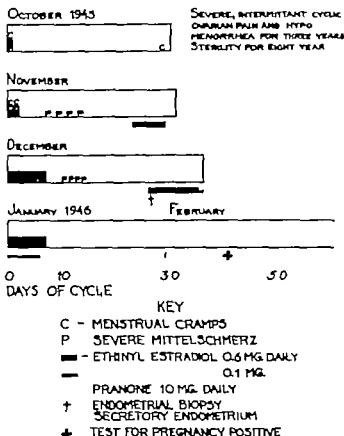 OCTOBER 1945
SEVERE, INTERMITTANT CYCLIC
OVARIAN PAIN AND HYPO
MENORRHEA FOR THREE YEARS
STERILITY FOR EIGHT YEAR
C
C
NOVEMBER
CC
P P P P
DECEMBER
P P P P
†
JANUARY 1946 FEBRUARY
+
0 10 30 50
DAYS OF CYCLE
KEY
C - MENSTRUAL CRAMPS
P SEVERE MITTELSCHMERZ
- ETHINYL ESTRADIOL 0.6 MG. DAILY
0.1 MG.
PRANONE 10 MG. DAILY
† ENDOMETRIAL BIOPSY
SECRETORY ENDOMETRIUM
+ TEST FOR PREGNANCY POSITIVE